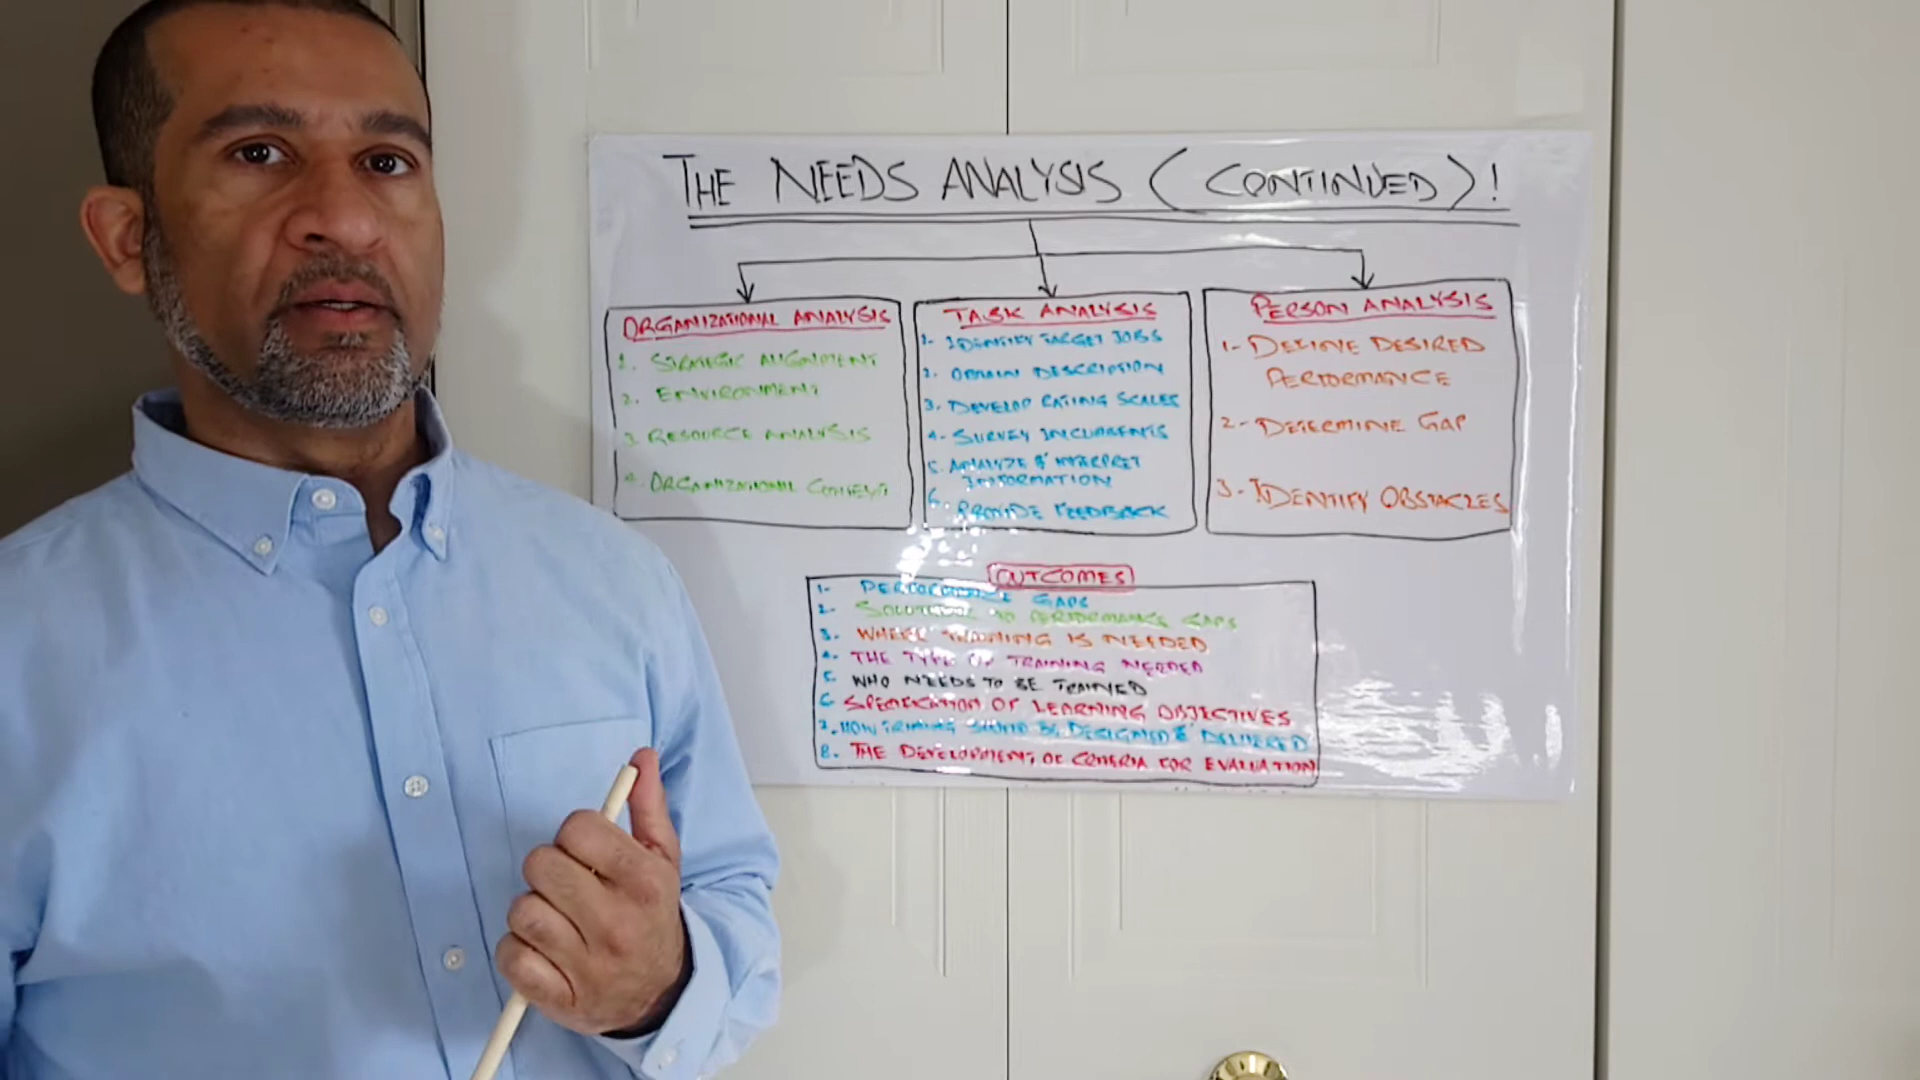 THE NEEDS ANALYSIS (CONTINUED)!
ORGANIZATIONAL ANALYSIS
1. STRATEGIC ALIGNMENT
2. ENVIRONMENT
3. RESOURCE ANALYSIS
4. ORGANIZATIONAL CONTEXT
TASK ANALYSIS
1- IDENTIFY TARGET JOBS
2. OBTAIN DESCRIPTION
3. DEVELOP RATING SCALES
4- SURVEY INCUMBENTS
5. ANALYZE & INTERPRET
INFORMATION
6. PROVIDE FEEDBACK
PERSON ANALYSIS
1- DEFINE DESIRED
PERFORMANCE
2- DETERMINE GAP
3- IDENTIFY OBSTACLES
OUTCOMES
1- PERFORMANCE GAPS
2- SOLUTIONS TO PERFORMANCE GAPS
3- WHERE TRAINING IS NEEDED
4- THE TYPE OF TRAINING NEEDED
5. WHO NEEDS TO BE TRAINED
6- SPECIFICATION OF LEARNING OBJECTIVES
7. HOW TRAINING SHOULD BE DESIGNED & DELIVERED
8. THE DEVELOPMENT OF CRITERIA FOR EVALUATION